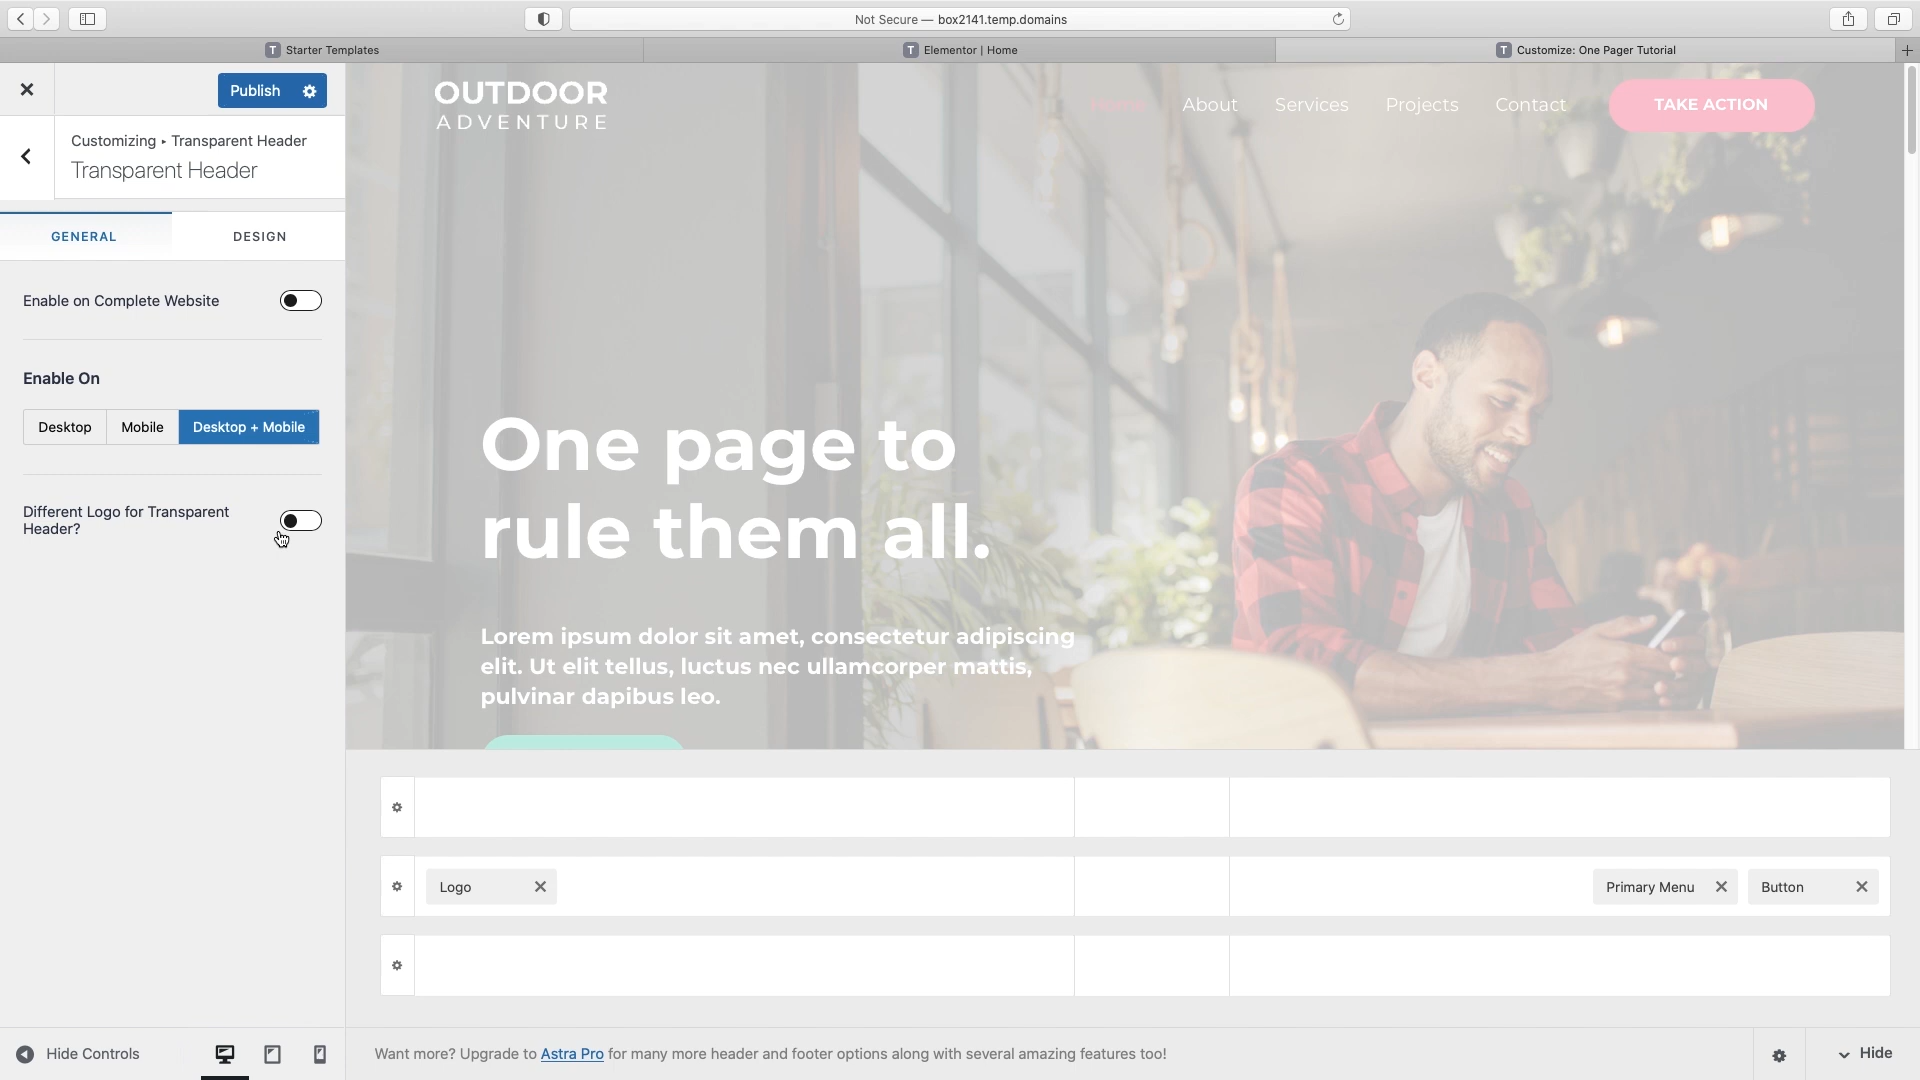 Not Secure — box2141.temp.domains
T Starter Templates
T Elementor | Home
T Customize: One Pager Tutorial
Publish
Customizing ▸ Transparent Header
Transparent Header
GENERAL
DESIGN
Enable on Complete Website
Enable On
Desktop
Mobile
Desktop + Mobile
Different Logo for Transparent
Header?
OUTDOOR
ADVENTURE
Home
About
Services
Projects
Contact
TAKE ACTION
One page to
rule them all.
Lorem ipsum dolor sit amet, consectetur adipiscing
elit. Ut elit tellus, luctus nec ullamcorper mattis,
pulvinar dapibus leo.
Logo
Primary Menu
Button
Hide Controls
Want more? Upgrade to Astra Pro for many more header and footer options along with several amazing features too!
Hide